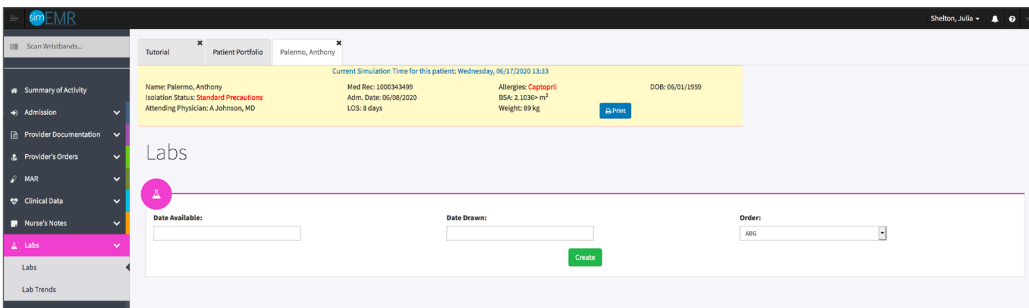 simEMR
Shelton, Julia
Scan Wristbands...
Tutorial
Patient Portfolio
Palermo, Anthony
Current Simulation Time for this patient: Wednesday, 06/17/2020 13:33
Name: Palermo, Anthony
Med Rec: 1000343499
Allergies: Captopril
DOB: 06/01/1959
Isolation Status: Standard Precautions
Adm. Date: 06/08/2020
BSA: 2.1036> m²
Attending Physician: A Johnson, MD
LOS: 8 days
Weight: 89 kg
Print
Summary of Activity
Admission
Provider Documentation
Provider's Orders
MAR
Clinical Data
Nurse's Notes
Labs
Labs
Lab Trends
Labs
Date Available:
Date Drawn:
Order:
ABG
Create